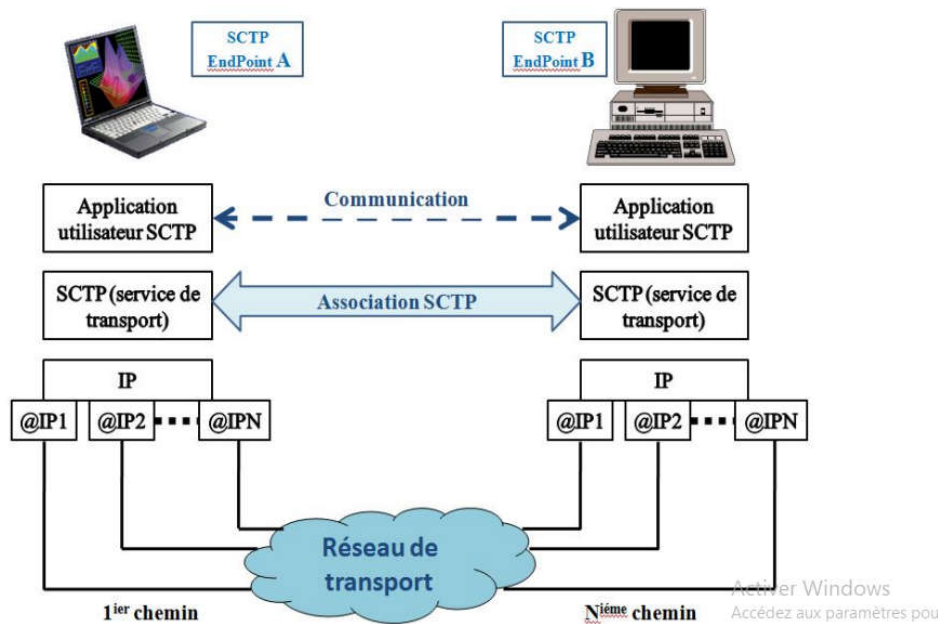 SCTP
EndPoint A
SCTP
EndPoint B
Communication
Application
utilisateur SCTP
Application
utilisateur SCTP
SCTP (service de
transport)
Association SCTP
SCTP (service de
transport)
IP
IP
@IP1
@IP2
@IPN
@IP1
@IP2
@IPN
Réseau de
transport
1ier chemin
Niéme chemin
Activer Windows
Accédez aux paramètres pou